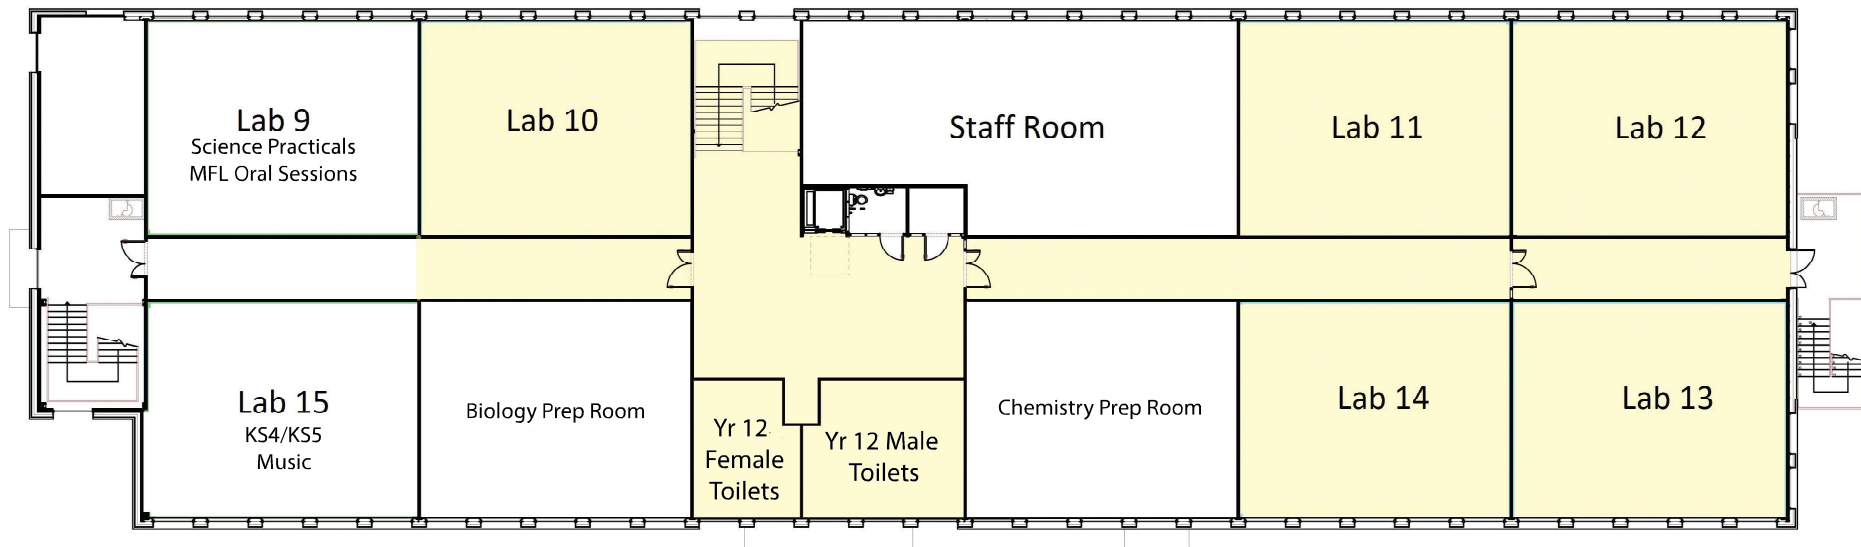 Lab 9
Science Practicals
MFL Oral Sessions
Lab 10
Staff Room
Lab 11
Lab 12
Lab 15
KS4/KS5
Music
Biology Prep Room
Yr 12
Female
Toilets
Yr 12 Male
Toilets
Chemistry Prep Room
Lab 14
Lab 13